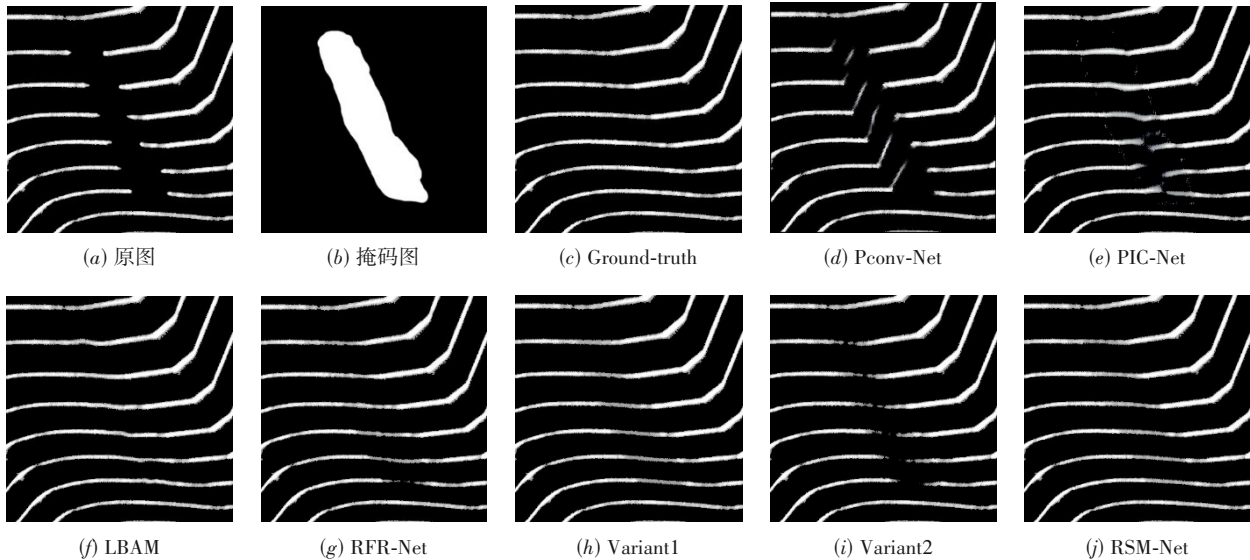 (a) 原图
(b) 掩码图
(c) Ground-truth
(d) Pconv-Net
(e) PIC-Net
(f) LBAM
(g) RFR-Net
(h) Variant1
(i) Variant2
(j) RSM-Net